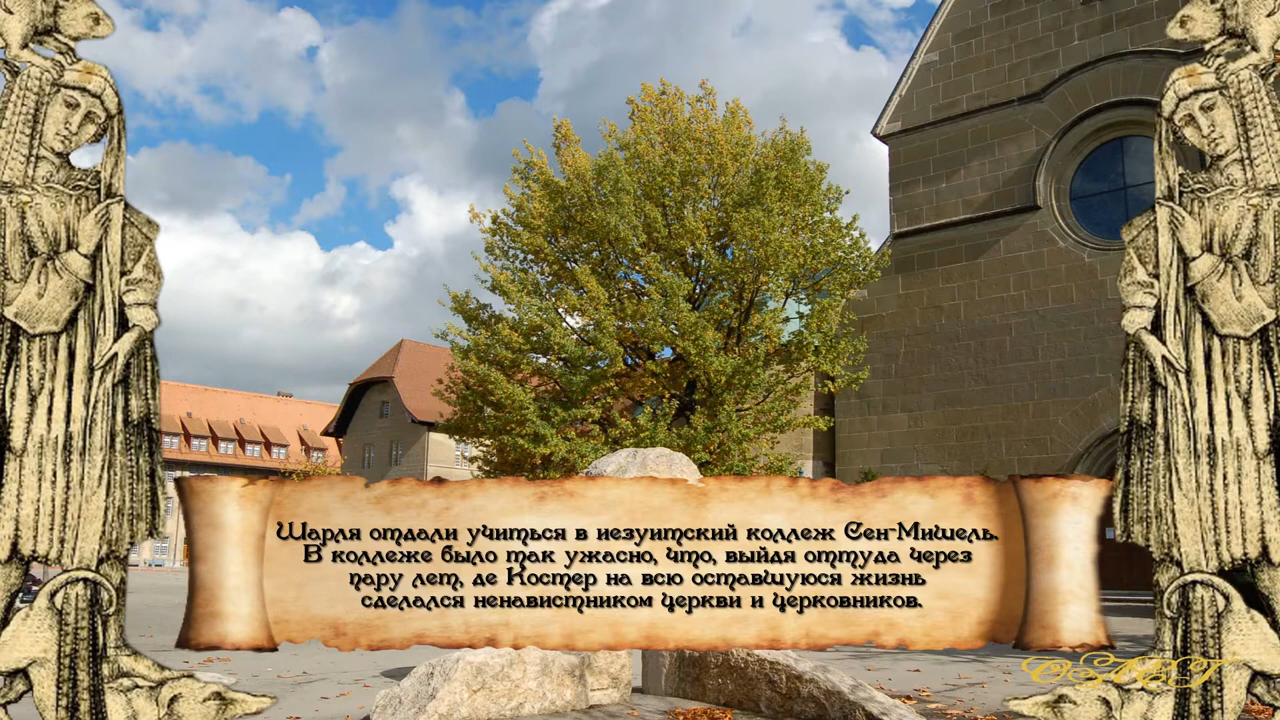 Шарля отдали учиться в иезуитский коллеж Сен-Мишель.
В коллеже было так ужасно, что, выйдя оттуда через
пару лет, де Костер на всю оставшуюся жизнь
сделался ненавистником церкви и церковников.